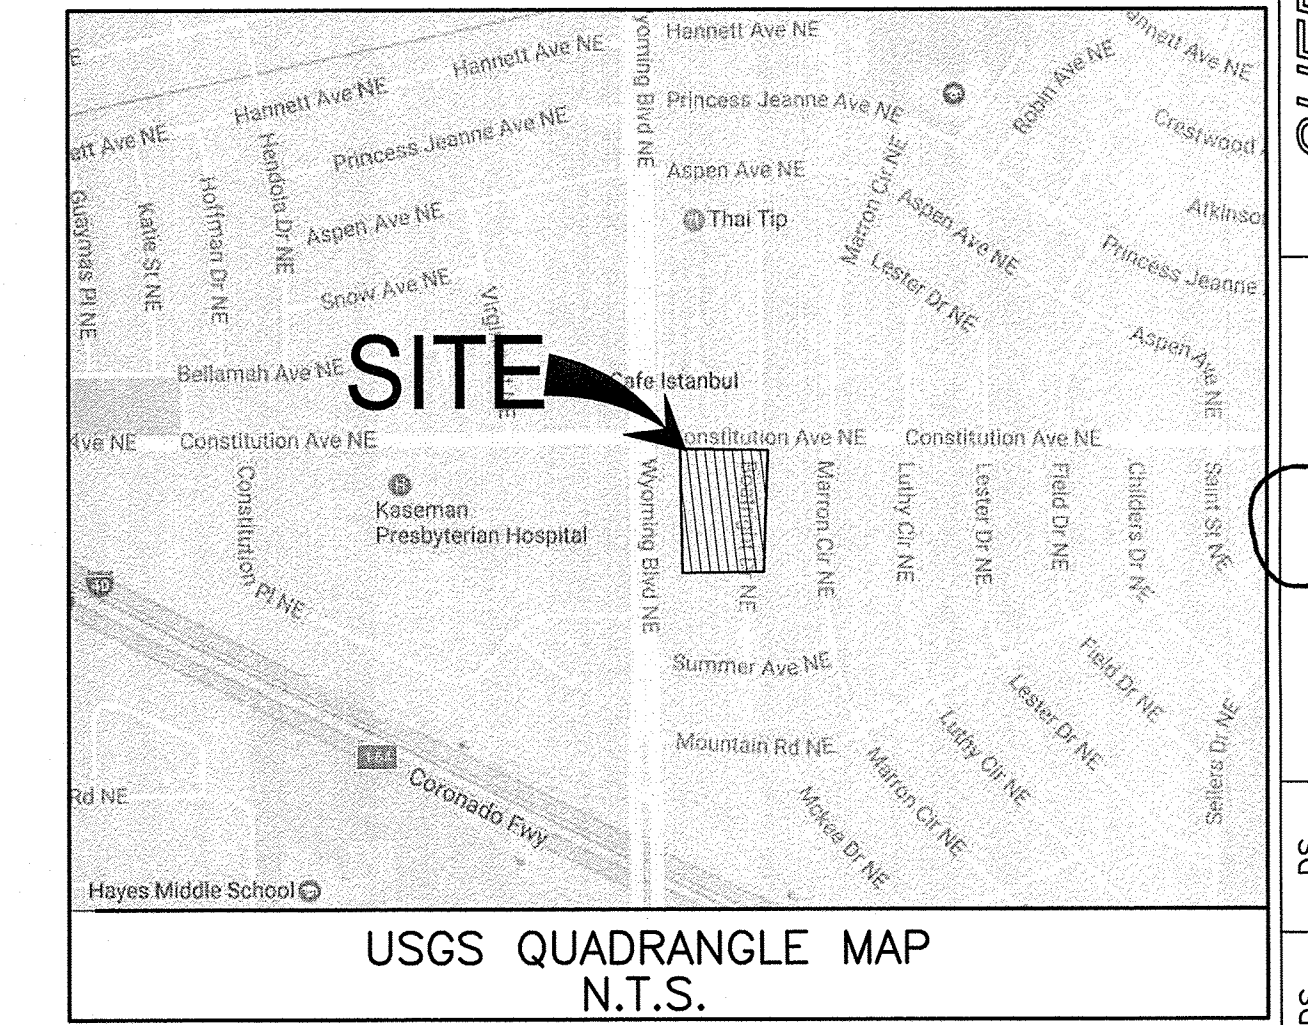 Hannett Ave NE
Hannett Ave NE
Hannett Ave NE
Hannett Ave NE
Princess Jeanne Ave NE
Princess Jeanne Ave NE
Robin Ave NE
Crestwood
Wyoming Blvd NE
Ave NE
Hendola Dr NE
Aspen Ave NE
Marron Cir NE
Thai Tip
Aspen Ave NE
Lester Dr NE
Princess Jeanne
Guaymas Pl NE
Katie St NE
Hoffman Dr NE
Aspen Ave NE
Snow Ave NE
Aspen Ave NE
Bellamah Ave NE
SITE
Cafe Istanbul
Ave NE
Constitution Ave NE
Constitution Ave NE
Constitution Ave NE
Constitution Pl NE
Kaseman
Presbyterian Hospital
Wyoming Blvd NE
Marron Cir NE
Luthy Cir NE
Lester Dr NE
Field Dr NE
Childers Dr NE
Saint St NE
40
Summer Ave NE
Field Dr NE
Lester Dr NE
Luthy Cir NE
Sellers Dr NE
Mountain Rd NE
Marron Cir NE
Mckee Dr NE
Coronado Fwy
Rd NE
Hayes Middle School
USGS QUADRANGLE MAP
N.T.S.